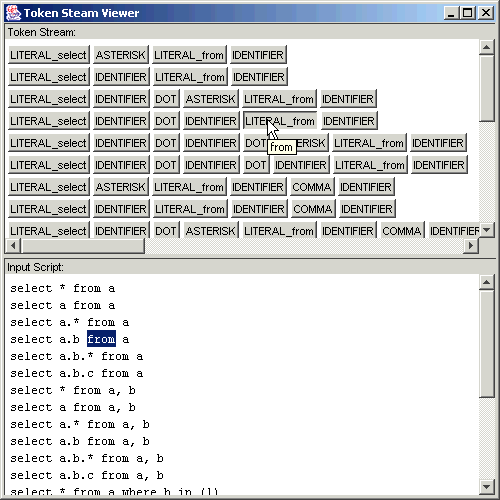 Token Steam Viewer
Token Stream:
LITERAL_select ASTERISK LITERAL_from IDENTIFIER
LITERAL_select IDENTIFIER LITERAL_from IDENTIFIER
LITERAL_select IDENTIFIER DOT ASTERISK LITERAL_from IDENTIFIER
LITERAL_select IDENTIFIER DOT IDENTIFIER LITERAL_from IDENTIFIER
from
LITERAL_select IDENTIFIER DOT IDENTIFIER DOT ASTERISK LITERAL_from IDENTIFIER
LITERAL_select IDENTIFIER DOT IDENTIFIER DOT IDENTIFIER LITERAL_from IDENTIFIER
LITERAL_select ASTERISK LITERAL_from IDENTIFIER COMMA IDENTIFIER
LITERAL_select IDENTIFIER LITERAL_from IDENTIFIER COMMA IDENTIFIER
LITERAL_select IDENTIFIER DOT ASTERISK LITERAL_from IDENTIFIER COMMA IDENTIFIE
Input Script:
select * from a
select a from a
select a.* from a
select a.b from a
select a.b.* from a
select a.b.c from a
select * from a, b
select a from a, b
select a.* from a, b
select a.b from a, b
select a.b.* from a, b
select a.b.c from a, b
select * from a where b in (1)